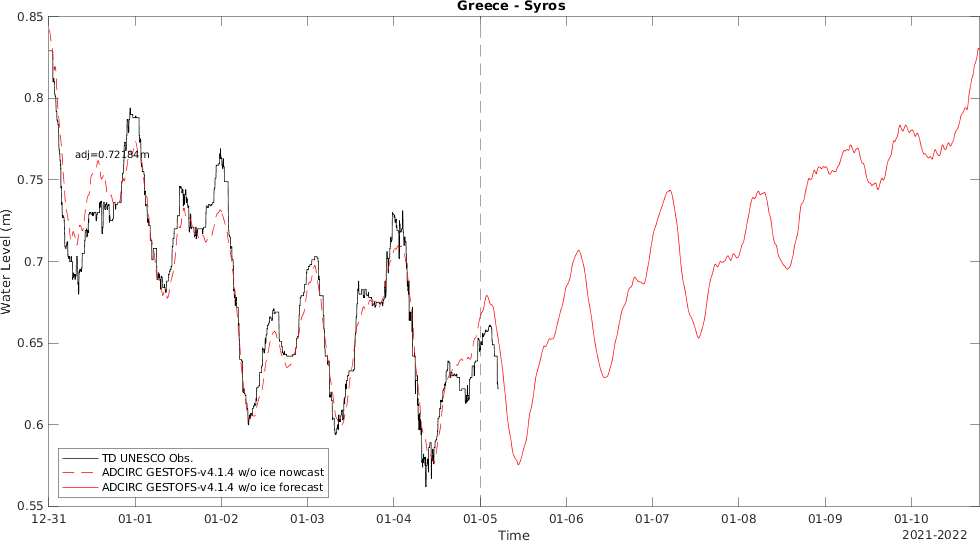 Greece - Syros
0.85
0.8
0.75
0.7
0.65
0.6
0.55
Water Level (m)
adj=0.72184m
TD UNESCO Obs.
ADCIRC GESTOFS-v4.1.4 w/o ice nowcast
ADCIRC GESTOFS-v4.1.4 w/o ice forecast
12-31 01-01 01-02 01-03 01-04 01-05 01-06 01-07 01-08 01-09 01-10
Time
2021-2022